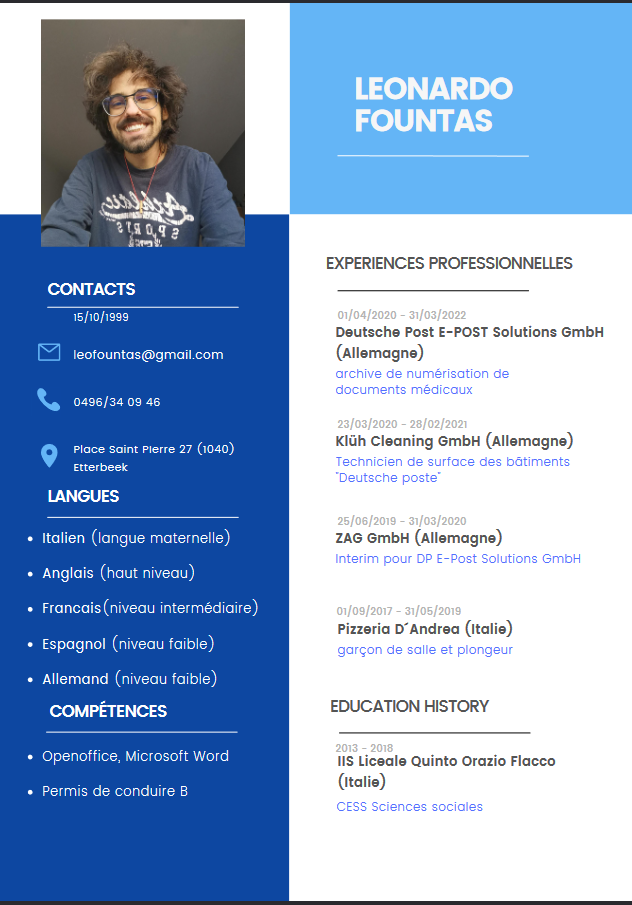 LEONARDO
FOUNTAS
CONTACTS
15/10/1999
leofountas@gmail.com
0496/34 09 46
Place Saint PIerre 27 (1040)
Etterbeek
LANGUES
• Italien (langue maternelle)
• Anglais (haut niveau)
• Francais(niveau intermédiaire)
• Espagnol (niveau faible)
• Allemand (niveau faible)
COMPÉTENCES
• Openoffice, Microsoft Word
• Permis de conduire B
EXPERIENCES PROFESSIONNELLES
01/04/2020 - 31/03/2022
Deutsche Post E-POST Solutions GmbH
(Allemagne)
archive de numérisation de
documents médicaux
23/03/2020 - 28/02/2021
Klüh Cleaning GmbH (Allemagne)
Technicien de surface des bâtiments
"Deutsche poste"
25/06/2019 - 31/03/2020
ZAG GmbH (Allemagne)
Interim pour DP E-Post Solutions GmbH
01/09/2017 - 31/05/2019
Pizzeria D´Andrea (Italie)
garçon de salle et plongeur
EDUCATION HISTORY
2013 - 2018
IIS Liceale Quinto Orazio Flacco
(Italie)
CESS Sciences sociales